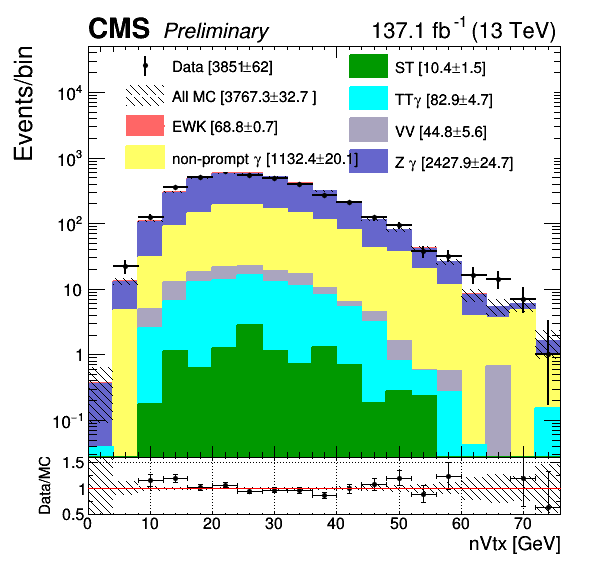 CMS Preliminary 137.1 fb⁻¹ (13 TeV)
Events/bin
Data [3851±62]
All MC [3767.3±32.7 ]
EWK [68.8±0.7]
non-prompt γ [1132.4±20.1]
ST [10.4±1.5]
TTγ [82.9±4.7]
VV [44.8±5.6]
Z γ [2427.9±24.7]
10⁴
10³
10²
10
1
10⁻¹
Data/MC
1.5
1
0.5
0 10 20 30 40 50 60 70
nVtx [GeV]